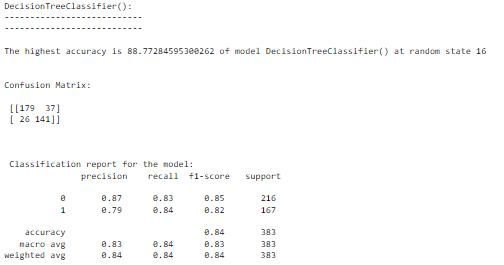 DecisionTreeClassifier():
--------------------------
--------------------------
The highest accuracy is 88.77284595300262 of model DecisionTreeClassifier() at random state 16
Confusion Matrix:
[[179 37]
[ 26 141]]
Classification report for the model:
precision recall f1-score support
0 0.87 0.83 0.85 216
1 0.79 0.84 0.82 167
accuracy 0.84 383
macro avg 0.83 0.84 0.83 383
weighted avg 0.84 0.84 0.84 383